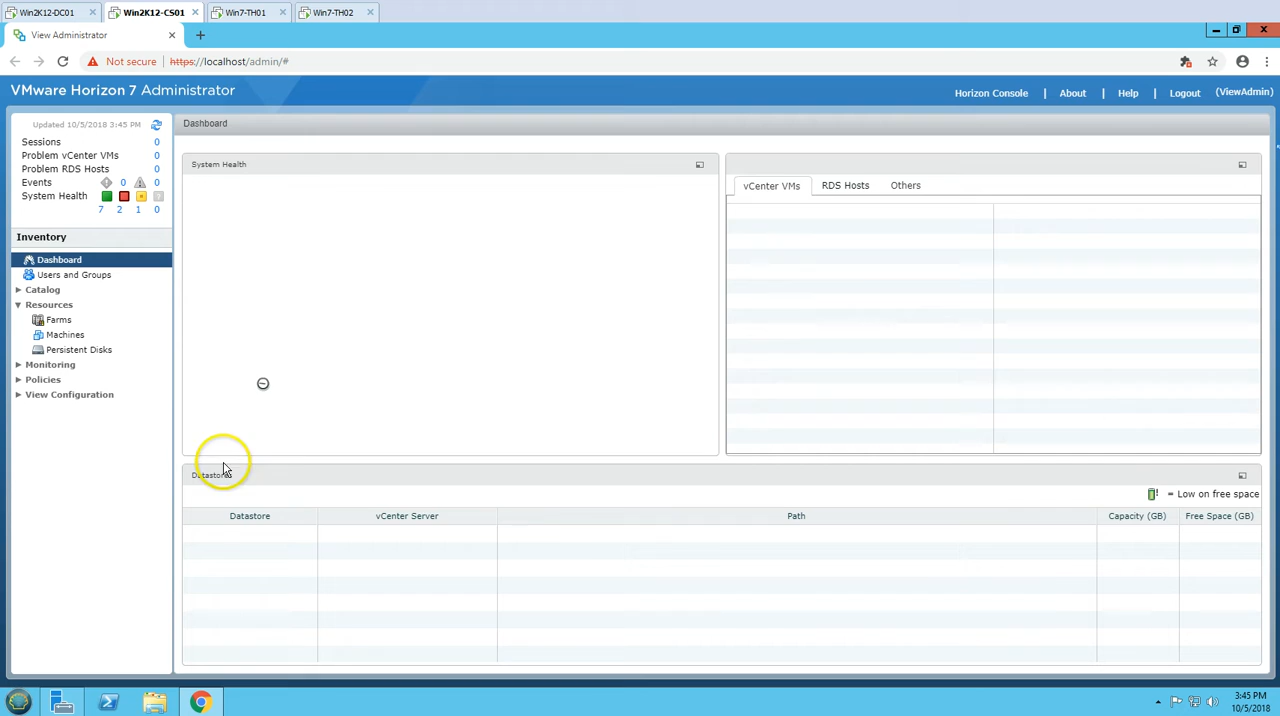 Win2K12-DC01
Win2K12-CS01
Win7-TH01
Win7-TH02
View Administrator
Not secure
https://localhost/admin/#
VMware Horizon 7 Administrator
Horizon Console
About
Help
Logout
(ViewAdmin)
Updated 10/5/2018 3:45 PM
Sessions 0
Problem vCenter VMs 0
Problem RDS Hosts 0
Events 0 0
System Health
7 2 1 0
Inventory
Dashboard
Users and Groups
Catalog
Resources
Farms
Machines
Persistent Disks
Monitoring
Policies
View Configuration
Dashboard
System Health
vCenter VMs RDS Hosts Others
Datastores
= Low on free space
Datastore vCenter Server Path Capacity (GB) Free Space (GB)
3:45 PM
10/5/2018